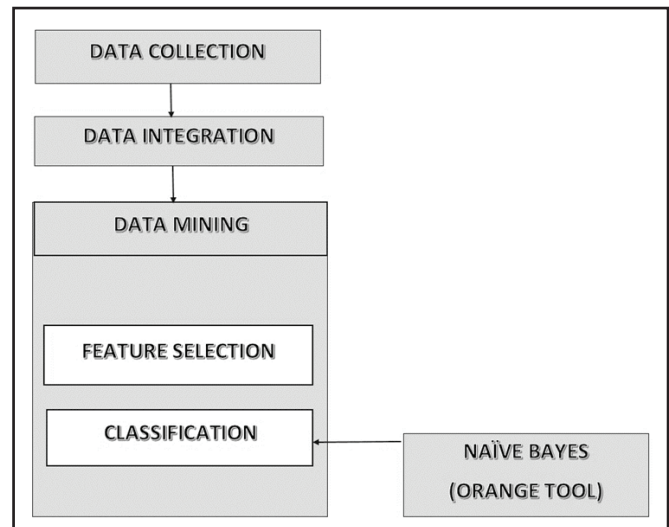 DATA COLLECTION
DATA INTEGRATION
DATA MINING
FEATURE SELECTION
CLASSIFICATION
NAÏVE BAYES
(ORANGE TOOL)